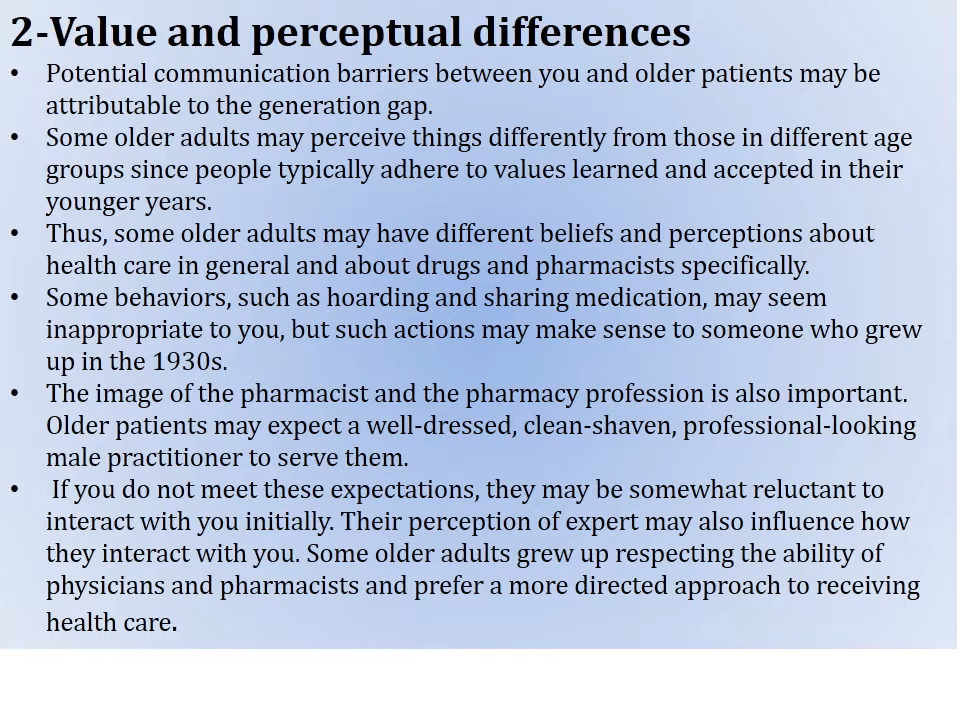 2-Value and perceptual differences
• Potential communication barriers between you and older patients may be
attributable to the generation gap.
• Some older adults may perceive things differently from those in different age
groups since people typically adhere to values learned and accepted in their
younger years.
• Thus, some older adults may have different beliefs and perceptions about
health care in general and about drugs and pharmacists specifically.
• Some behaviors, such as hoarding and sharing medication, may seem
inappropriate to you, but such actions may make sense to someone who grew
up in the 1930s.
• The image of the pharmacist and the pharmacy profession is also important.
Older patients may expect a well-dressed, clean-shaven, professional-looking
male practitioner to serve them.
• If you do not meet these expectations, they may be somewhat reluctant to
interact with you initially. Their perception of expert may also influence how
they interact with you. Some older adults grew up respecting the ability of
physicians and pharmacists and prefer a more directed approach to receiving
health care.